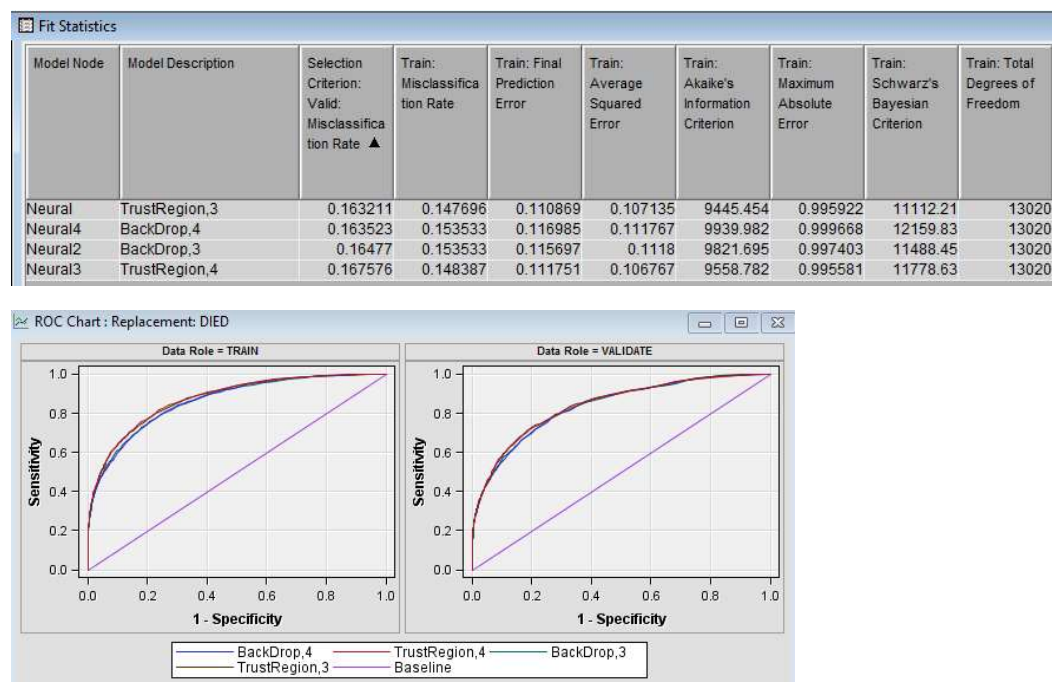 Fit Statistics
Model Node Model Description Selection Criterion: Valid: Misclassifica tion Rate ▲ Train: Misclassifica tion Rate Train: Final Prediction Error Train: Average Squared Error Train: Akaike's Information Criterion Train: Maximum Absolute Error Train: Schwarz's Bayesian Criterion Train: Total Degrees of Freedom
Neural TrustRegion,3 0.163211 0.147696 0.110869 0.107135 9445.454 0.995922 11112.21 13020
Neural4 BackDrop,4 0.163523 0.153533 0.116985 0.111767 9939.982 0.999668 12159.83 13020
Neural2 BackDrop,3 0.16477 0.153533 0.115697 0.1118 9821.695 0.997403 11488.45 13020
Neural3 TrustRegion,4 0.167576 0.148387 0.111751 0.106767 9558.782 0.995581 11778.63 13020
ROC Chart : Replacement: DIED
Data Role = TRAIN
1.0
0.8
0.6
0.4
0.2
0.0
Sensitivity
0.0 0.2 0.4 0.6 0.8 1.0
1 - Specificity
Data Role = VALIDATE
1.0
0.8
0.6
0.4
0.2
0.0
Sensitivity
0.0 0.2 0.4 0.6 0.8 1.0
1 - Specificity
BackDrop,4 TrustRegion,4 BackDrop,3
TrustRegion,3 Baseline